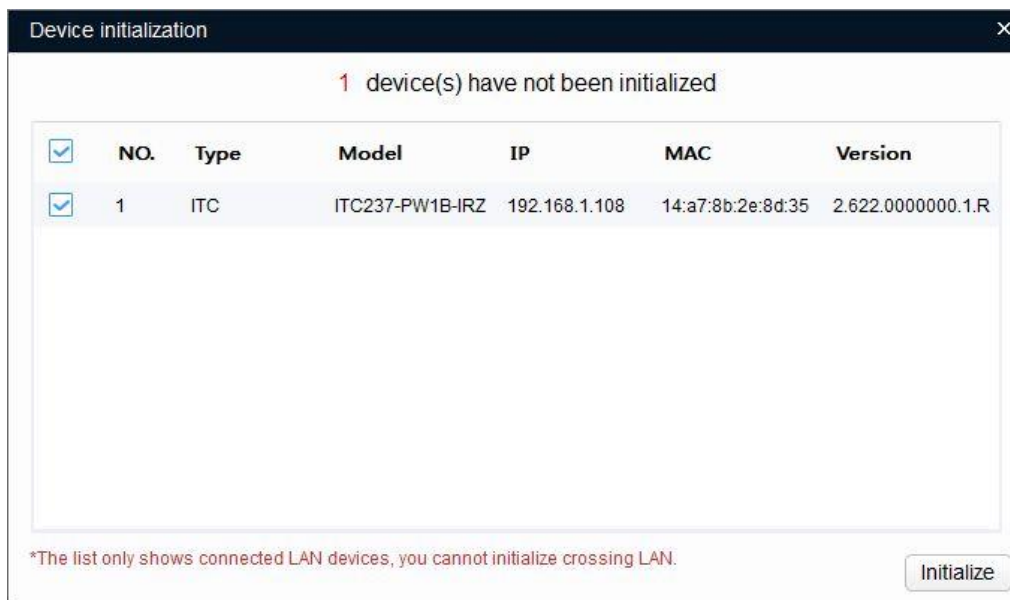 Device initialization
1 device(s) have not been initialized
NO. Type Model IP MAC Version
1 ITC ITC237-PW1B-IRZ 192.168.1.108 14:a7:8b:2e:8d:35 2.622.0000000.1.R
*The list only shows connected LAN devices, you cannot initialize crossing LAN.
Initialize